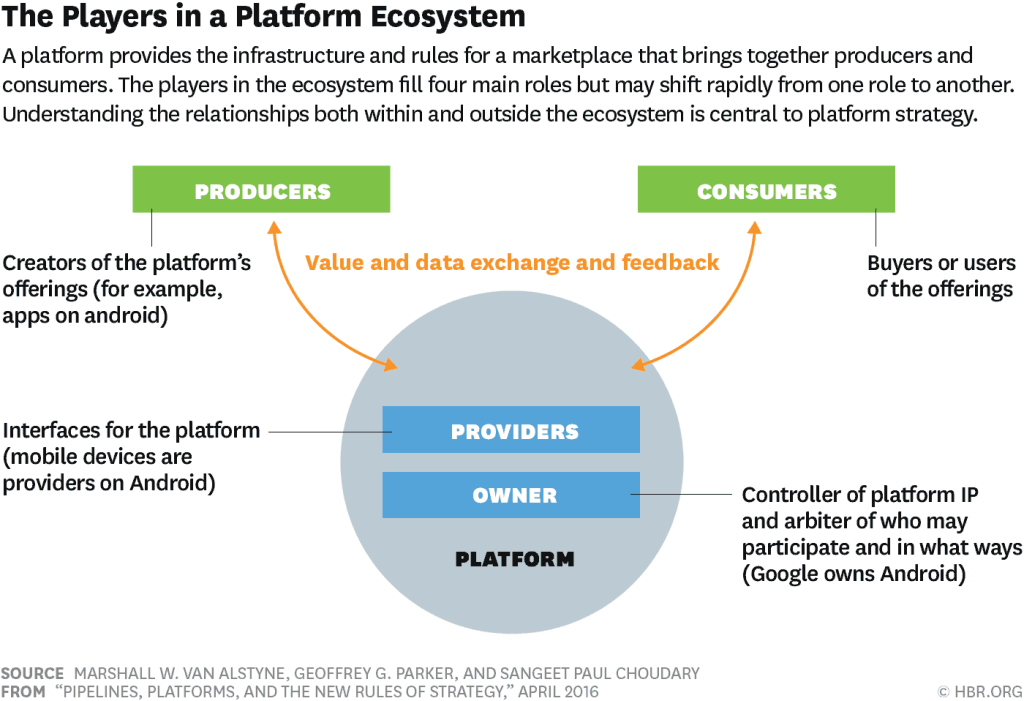 The Players in a Platform Ecosystem
A platform provides the infrastructure and rules for a marketplace that brings together producers and
consumers. The players in the ecosystem fill four main roles but may shift rapidly from one role to another.
Understanding the relationships both within and outside the ecosystem is central to platform strategy.
PRODUCERS
CONSUMERS
Creators of the platform's
offerings (for example,
apps on android)
Value and data exchange and feedback
Buyers or users
of the offerings
Interfaces for the platform
(mobile devices are
providers on Android)
PROVIDERS
OWNER
PLATFORM
Controller of platform IP
and arbiter of who may
participate and in what ways
(Google owns Android)
SOURCE MARSHALL W. VAN ALSTYNE, GEOFFREY G. PARKER, AND SANGEET PAUL CHOUDARY
FROM "PIPELINES, PLATFORMS, AND THE NEW RULES OF STRATEGY," APRIL 2016
© HBR.ORG